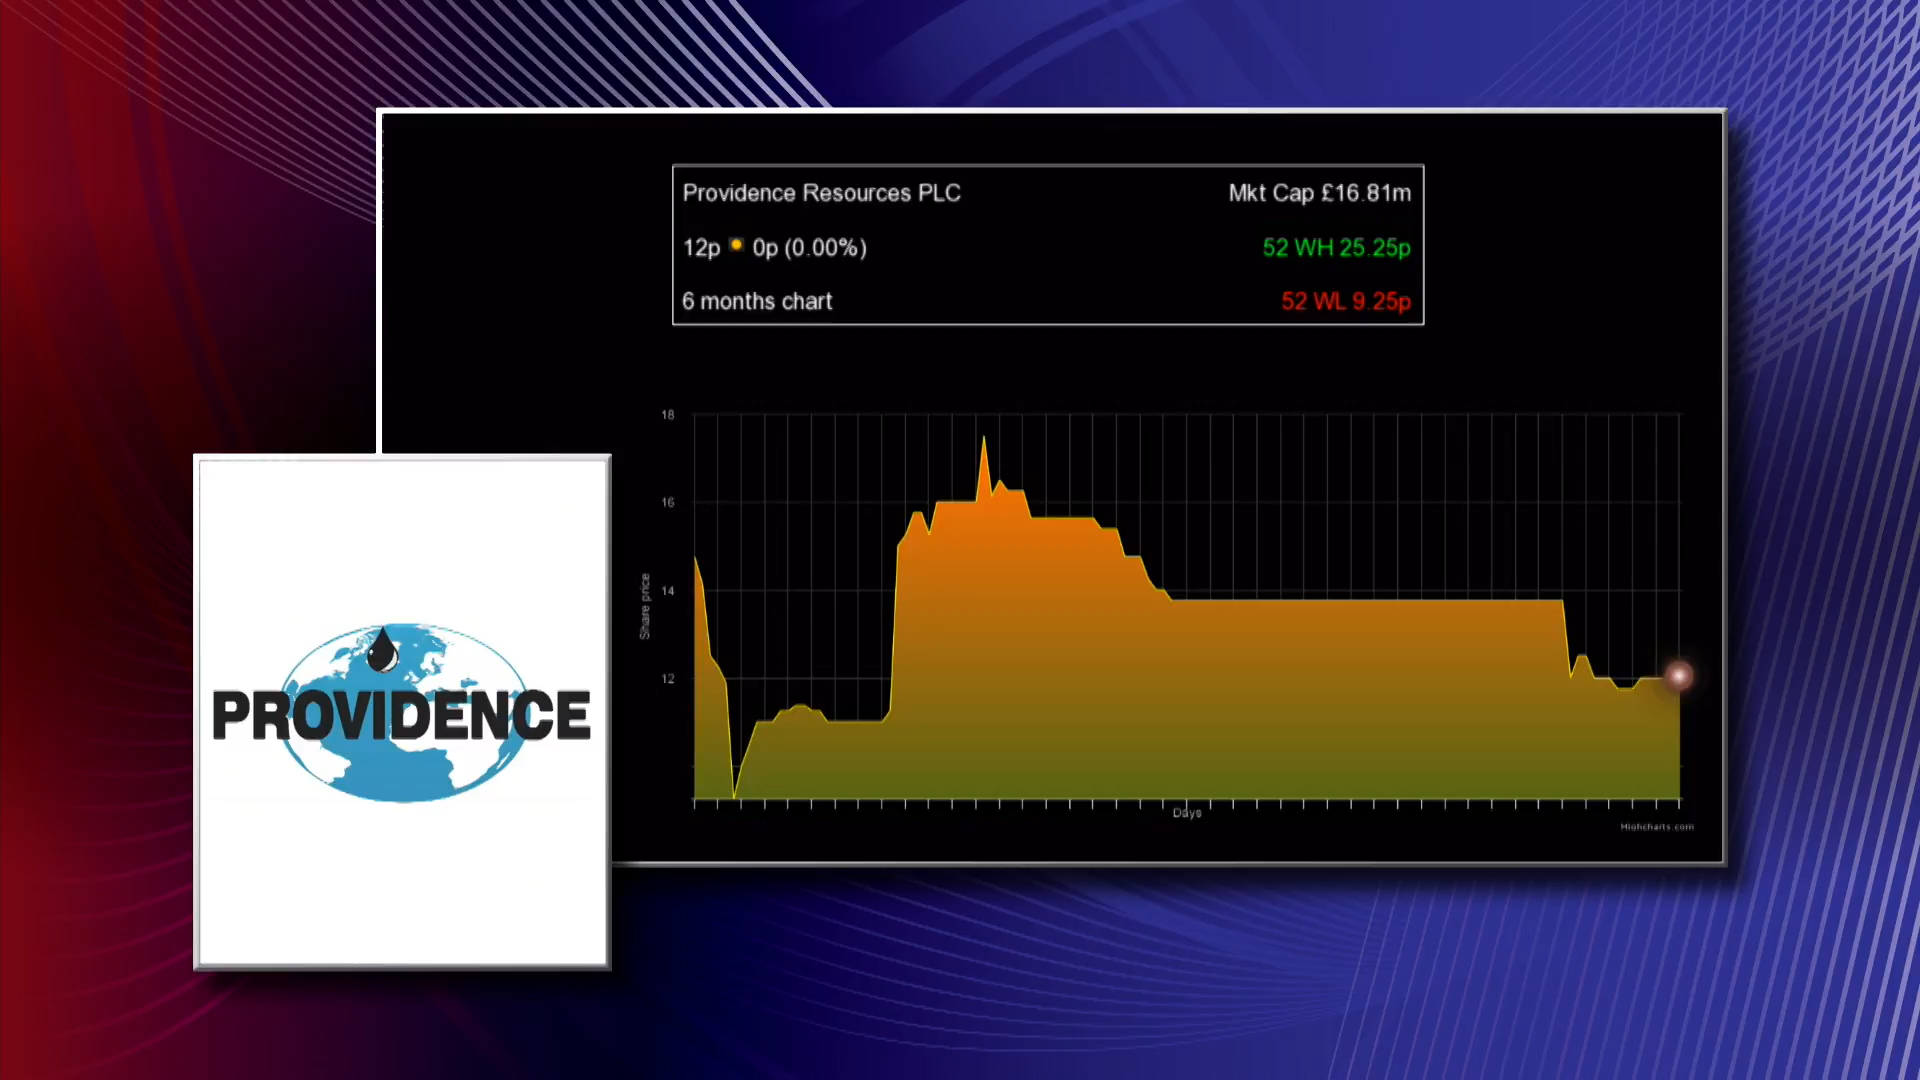 Providence Resources PLC
Mkt Cap £16.81m
12p 0p (0.00%)
52 WH 25.25p
6 months chart
52 WL 9.25p
18
16
14
12
Share price
Days
Highcharts.com
PROVIDENCE